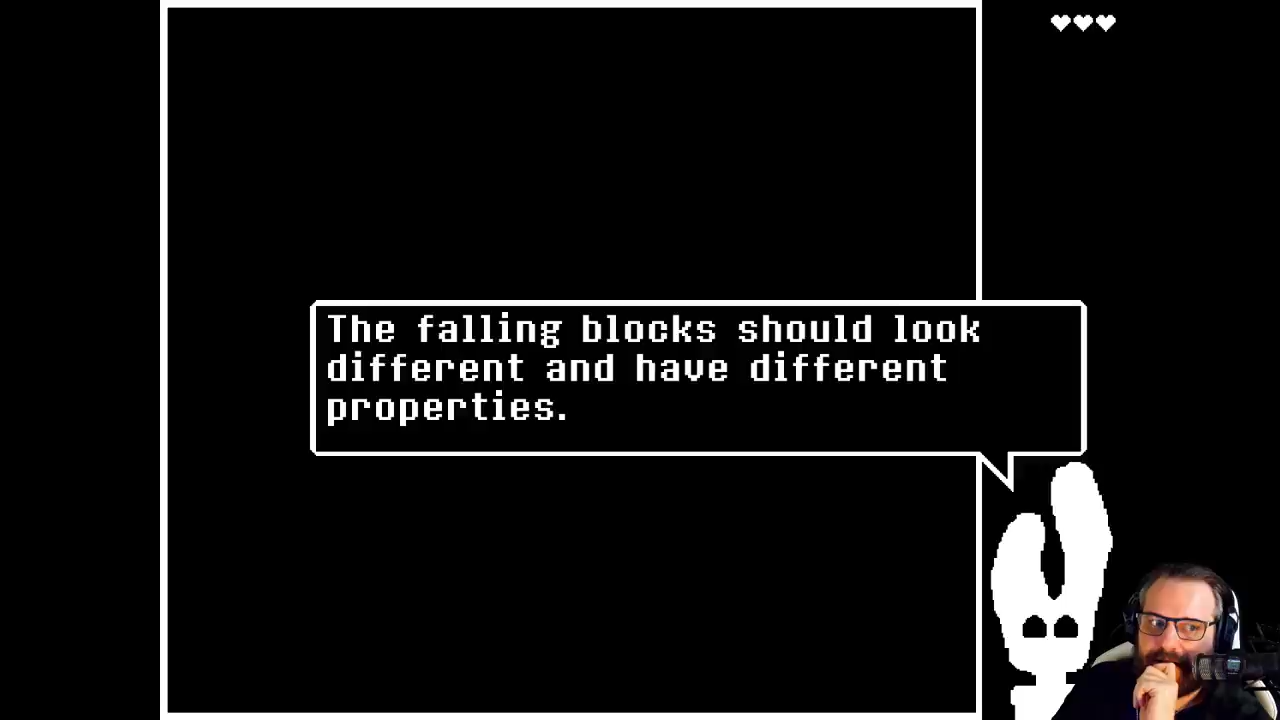 The falling blocks should look
different and have different
properties.